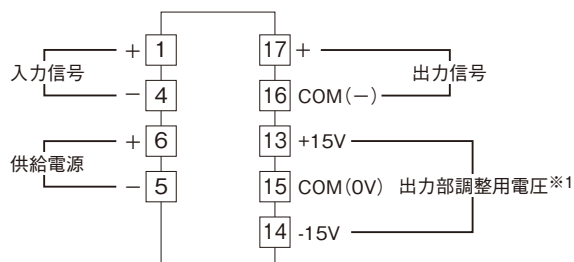 + 1
入力信号
− 4
+ 6
供給電源
− 5
17 +
出力信号
16 COM(−)
13 +15V
15 COM(0V) 出力部調整用電圧※1
14 -15V